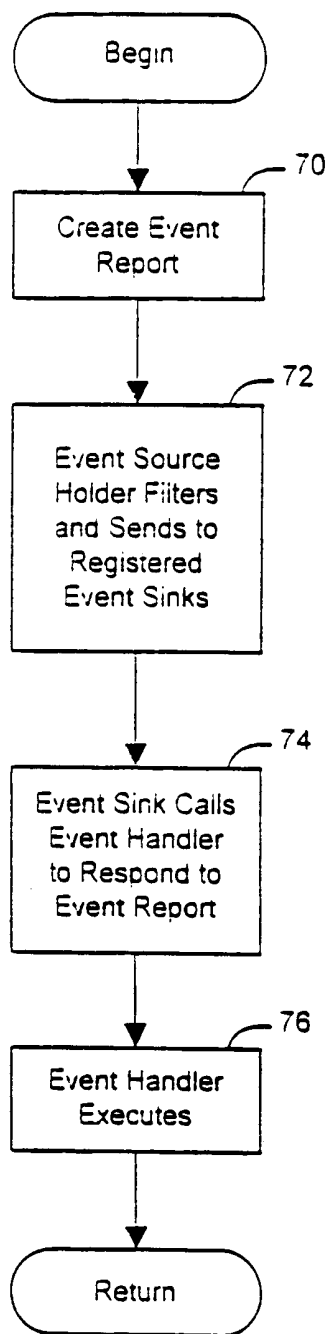 Begin
70
Create Event
Report
72
Event Source
Holder Filters
and Sends to
Registered
Event Sinks
74
Event Sink Calls
Event Handler
to Respond to
Event Report
76
Event Handler
Executes
Return